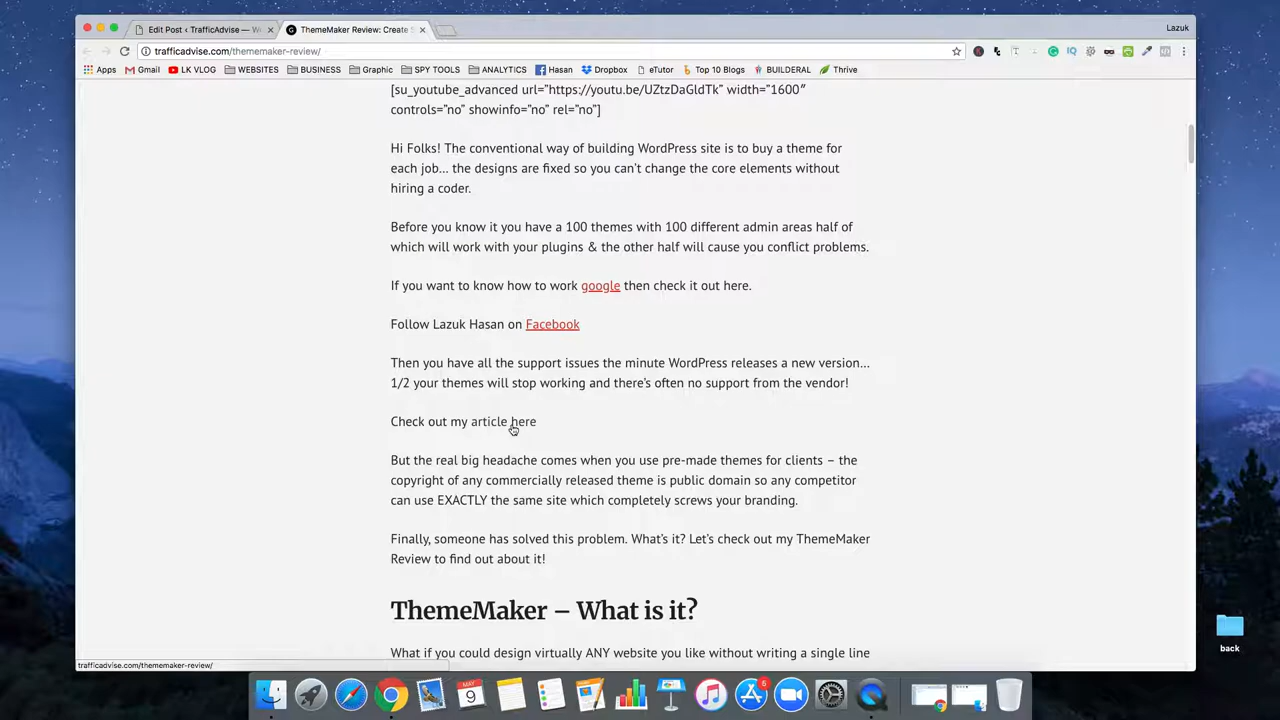 Edit Post ‹ TrafficAdvise — W
ThemeMaker Review: Create
Lazuk
trafficadvise.com/thememaker-review/
Apps
Gmail
LK VLOG
WEBSITES
BUSINESS
Graphic
SPY TOOLS
ANALYTICS
Hasan
Dropbox
eTutor
Top 10 Blogs
BUILDERAL
Thrive
[su_youtube_advanced url="https://youtu.be/UZtzDaGldTk" width="1600″
controls="no" showinfo="no" rel="no"]
Hi Folks! The conventional way of building WordPress site is to buy a theme for
each job… the designs are fixed so you can't change the core elements without
hiring a coder.
Before you know it you have a 100 themes with 100 different admin areas half of
which will work with your plugins & the other half will cause you conflict problems.
If you want to know how to work google then check it out here.
Follow Lazuk Hasan on Facebook
Then you have all the support issues the minute WordPress releases a new version…
1/2 your themes will stop working and there's often no support from the vendor!
Check out my article here
But the real big headache comes when you use pre-made themes for clients – the
copyright of any commercially released theme is public domain so any competitor
can use EXACTLY the same site which completely screws your branding.
Finally, someone has solved this problem. What's it? Let's check out my ThemeMaker
Review to find out about it!
ThemeMaker – What is it?
What if you could design virtually ANY website you like without writing a single line
back
trafficadvise.com/thememaker-review/
MAY
9
5